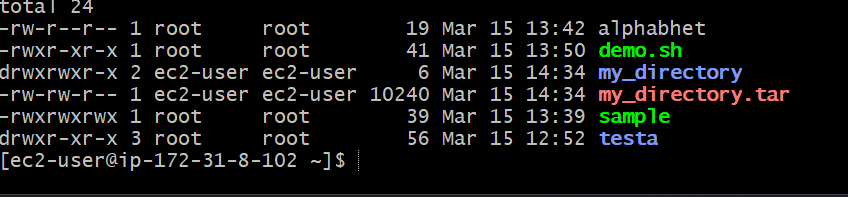 total 24
-rw-r--r-- 1 root     root        19 Mar 15 13:42 alphabhet
-rwxr-xr-x 1 root     root        41 Mar 15 13:50 demo.sh
drwxrwxr-x 2 ec2-user ec2-user     6 Mar 15 14:34 my_directory
-rw-rw-r-- 1 ec2-user ec2-user 10240 Mar 15 14:34 my_directory.tar
-rwxrwxrwx 1 root     root        39 Mar 15 13:39 sample
drwxr-xr-x 3 root     root        56 Mar 15 12:52 testa
[ec2-user@ip-172-31-8-102 ~]$